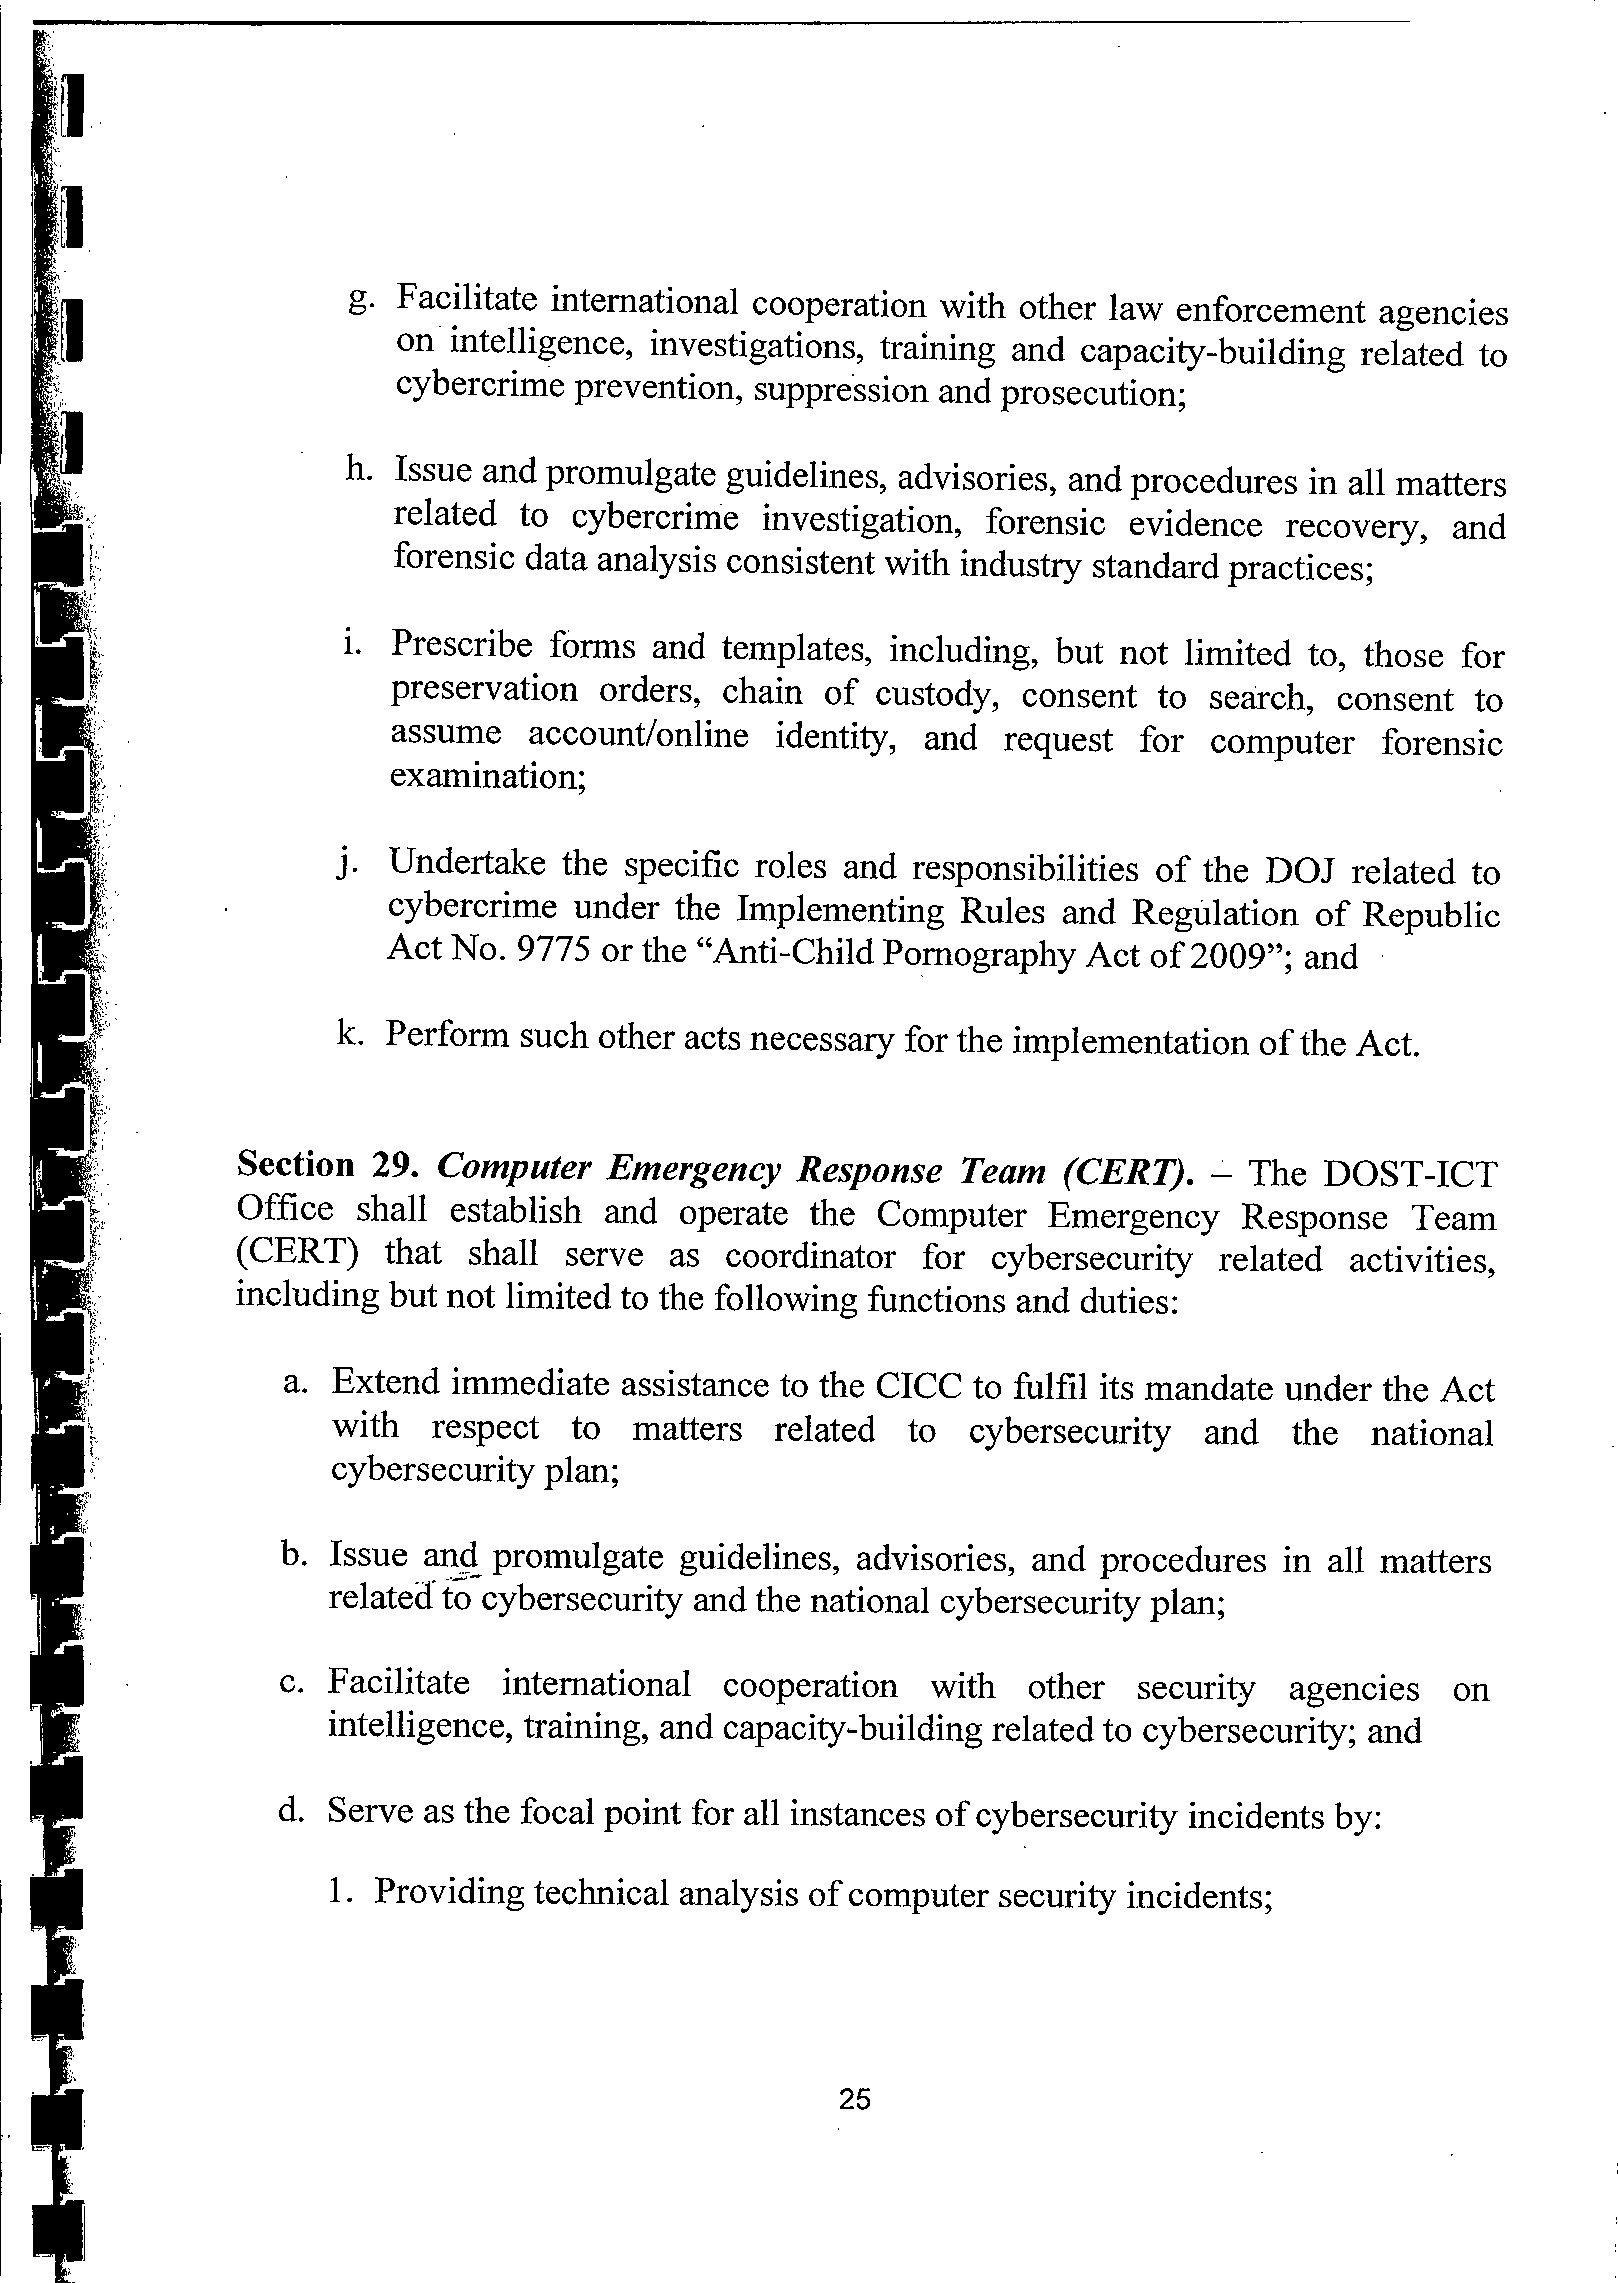 g. Facilitate international cooperation with other law enforcement agencies
on intelligence, investigations, training and capacity-building related to
cybercrime prevention, suppression and prosecution;
h. Issue and promulgate guidelines, advisories, and procedures in all matters
related to cybercrime investigation, forensic evidence recovery, and
forensic data analysis consistent with industry standard practices;
i. Prescribe forms and templates, including, but not limited to, those for
preservation orders, chain of custody, consent to search, consent to
assume account/online identity, and request for computer forensic
examination;
j. Undertake the specific roles and responsibilities of the DOJ related to
cybercrime under the Implementing Rules and Regulation of Republic
Act No. 9775 or the “Anti-Child Pornography Act of 2009”; and
k. Perform such other acts necessary for the implementation of the Act.
Section 29. Computer Emergency Response Team (CERT). – The DOST-ICT
Office shall establish and operate the Computer Emergency Response Team
(CERT) that shall serve as coordinator for cybersecurity related activities,
including but not limited to the following functions and duties:
a. Extend immediate assistance to the CICC to fulfil its mandate under the Act
with respect to matters related to cybersecurity and the national
cybersecurity plan;
b. Issue and promulgate guidelines, advisories, and procedures in all matters
related to cybersecurity and the national cybersecurity plan;
c. Facilitate international cooperation with other security agencies on
intelligence, training, and capacity-building related to cybersecurity; and
d. Serve as the focal point for all instances of cybersecurity incidents by:
1. Providing technical analysis of computer security incidents;
25